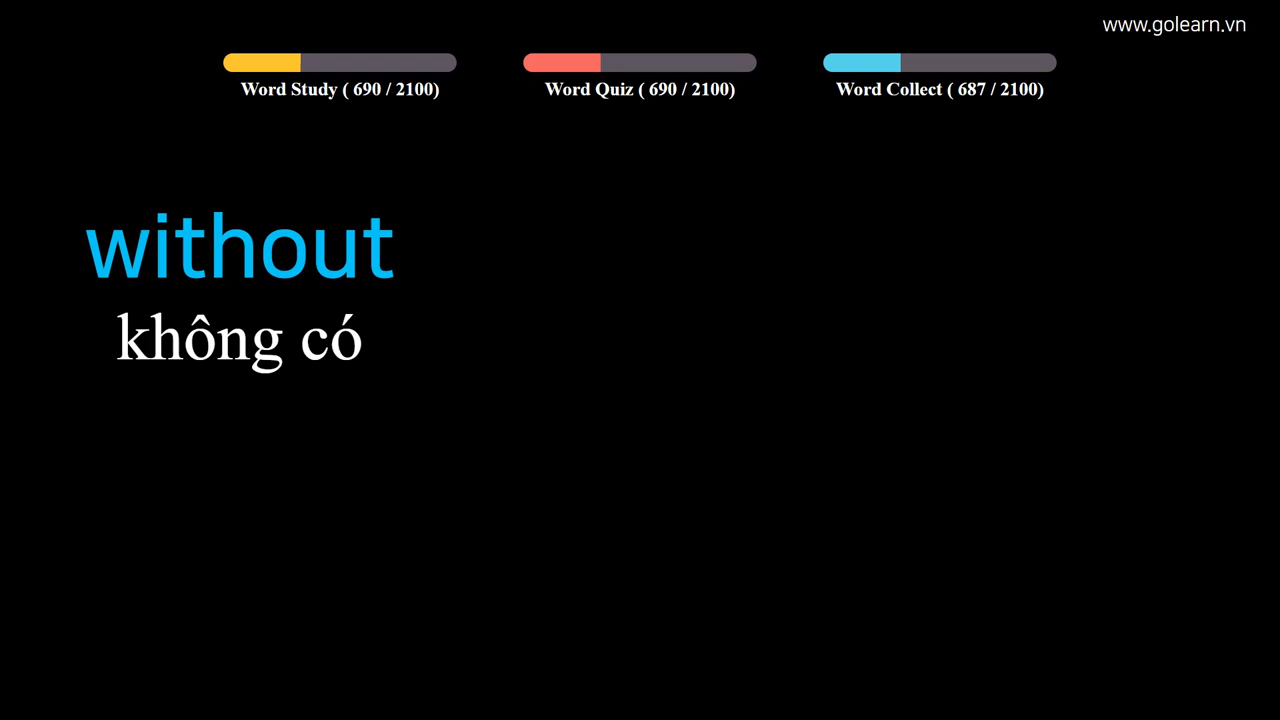 www.golearn.vn
Word Study ( 690 / 2100)
Word Quiz ( 690 / 2100)
Word Collect ( 687 / 2100)
without
không có